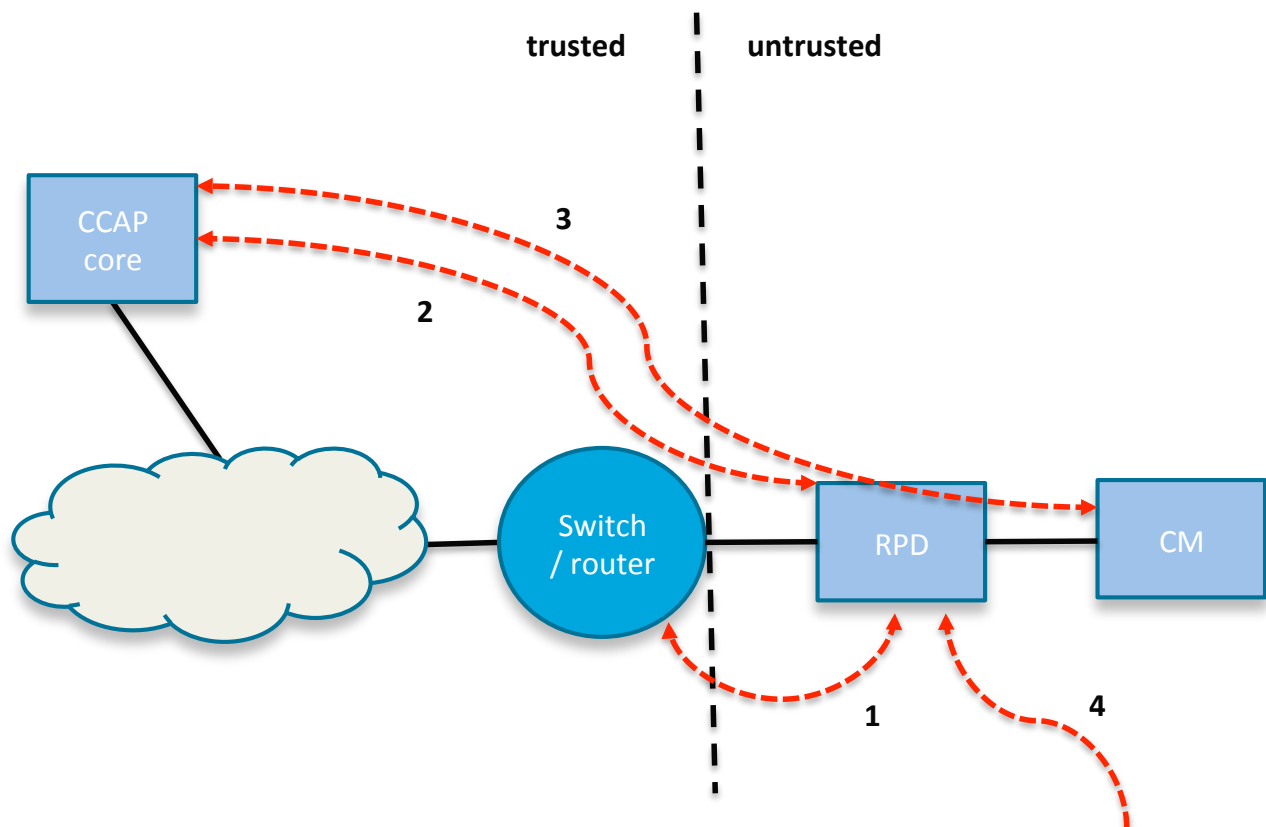 trusted
untrusted
CCAP
core
3
2
Switch
/ router
RPD
CM
1
4